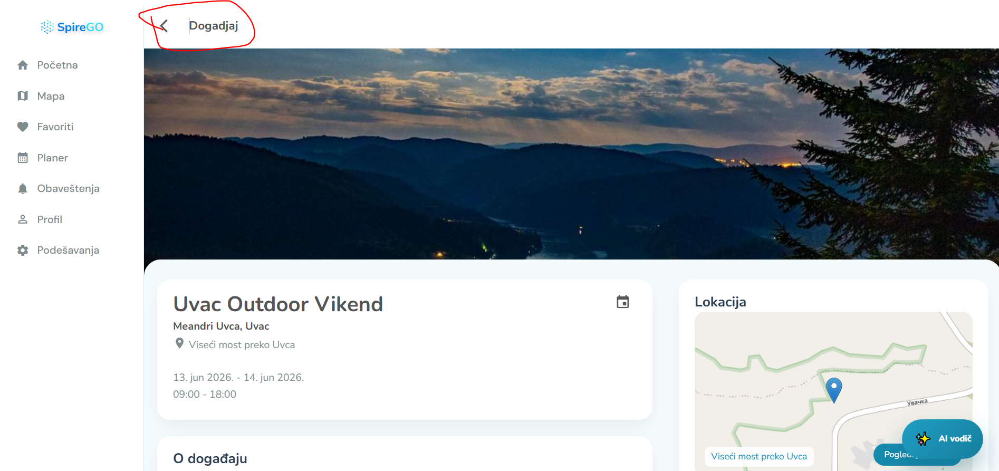 SpireGO
Dogadjaj
Početna
Mapa
Favoriti
Planer
Obaveštenja
Profil
Podešavanja
Uvac Outdoor Vikend
Meandri Uvca, Uvac
Viseći most preko Uvca
13. jun 2026. - 14. jun 2026.
09:00 - 18:00
O događaju
Lokacija
Увачка
AI vodič
Viseći most preko Uvca